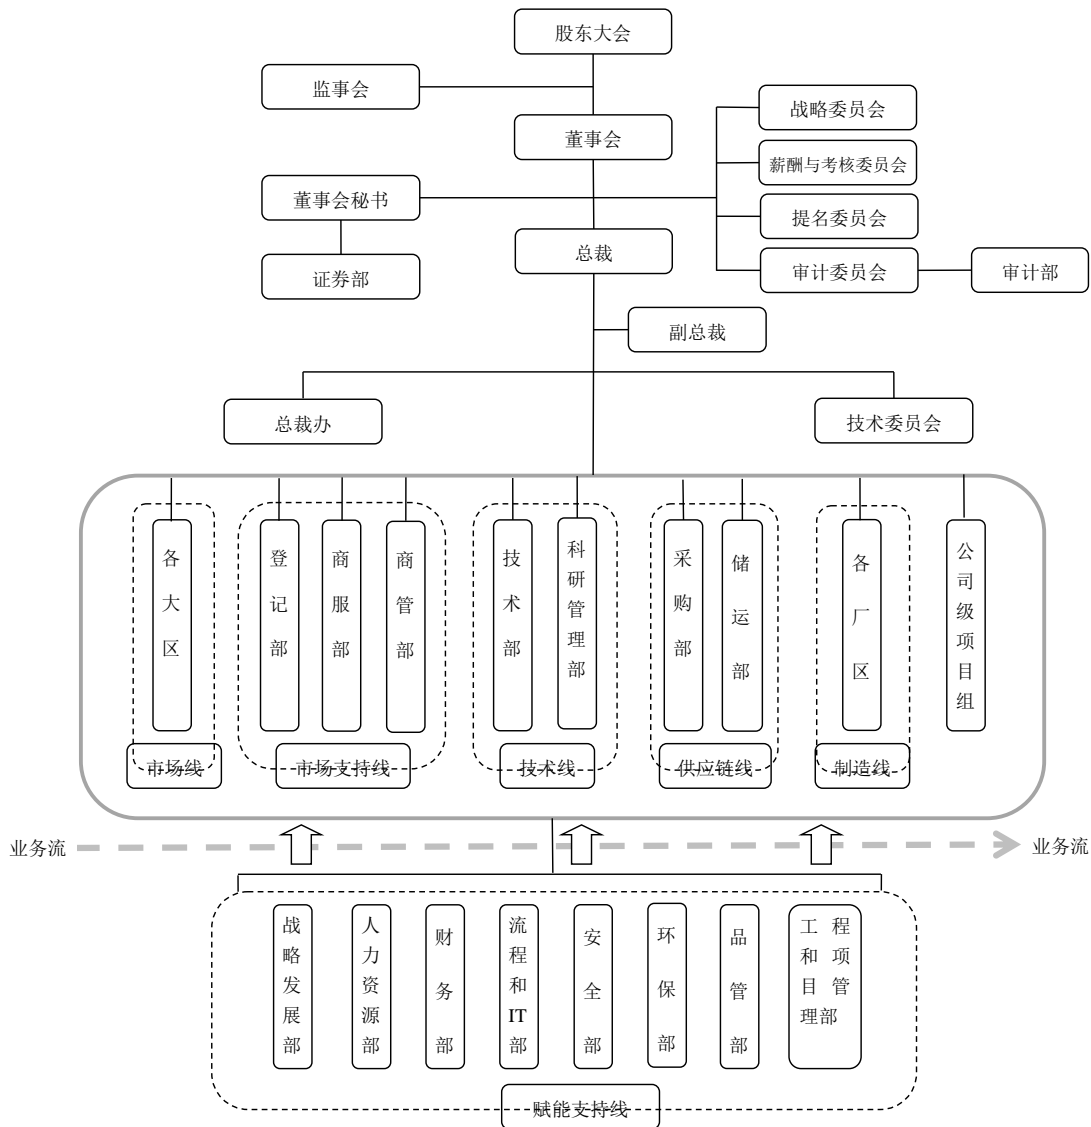 股东大会
监事会
董事会
战略委员会
薪酬与考核委员会
董事会秘书
提名委员会
总裁
证券部
审计委员会
审计部
副总裁
总裁办
技术委员会
各大区
登记部
商服部
商管部
技术部
科研管理部
采购部
储运部
各厂区
公司级项目组
市场线
市场支持线
技术线
供应链线
制造线
业务流
业务流
战略发展部
人力资源部
财务部
流程和IT部
安全部
环保部
品管部
工程和项目管理部
赋能支持线